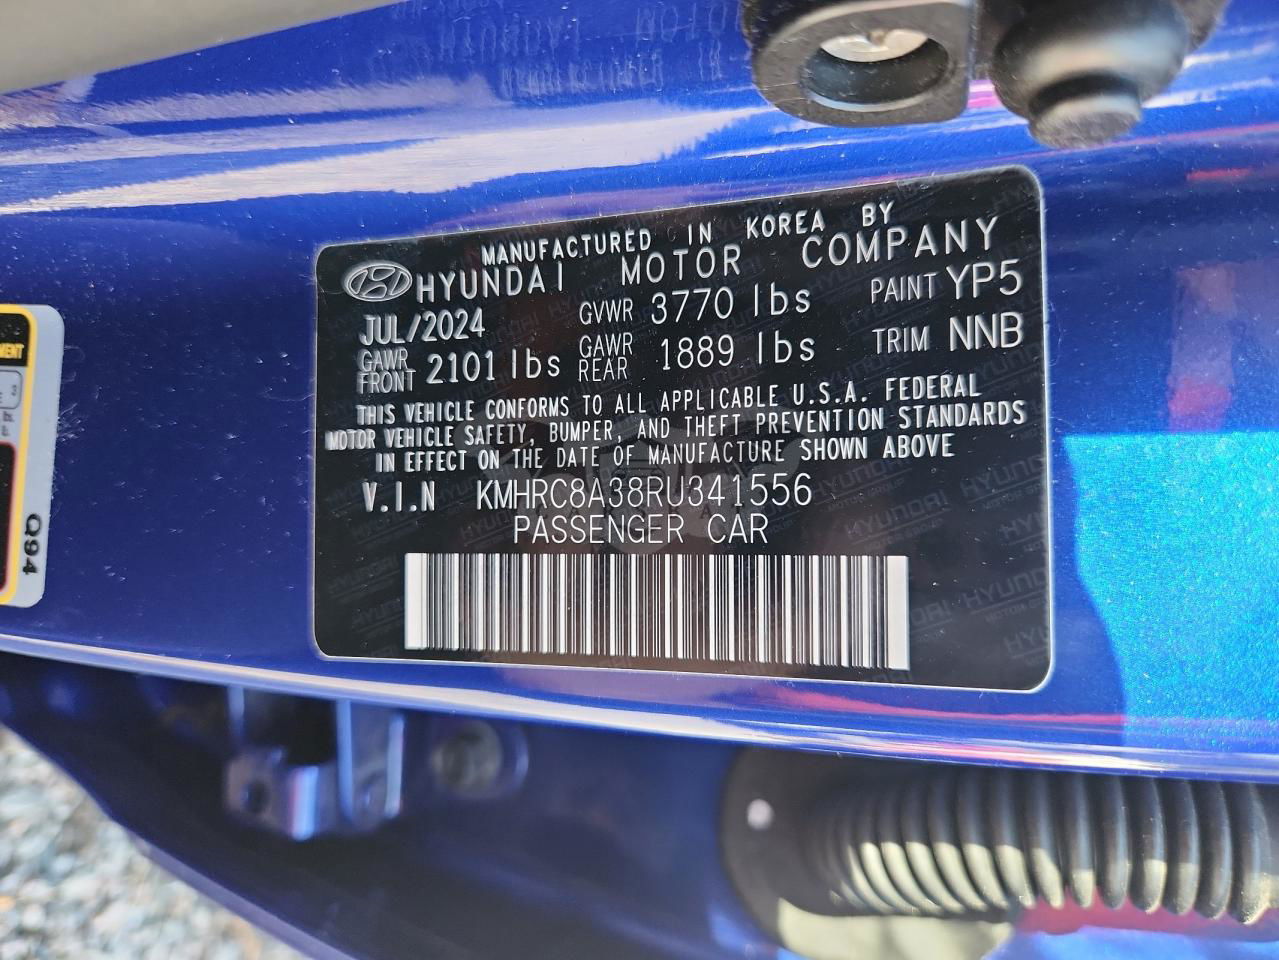 MANUFACTURED IN KOREA BY
HYUNDAI MOTOR COMPANY
JUL/2024 GVWR 3770 lbs PAINT YP5
GAWR FRONT 2101 lbs GAWR REAR 1889 lbs TRIM NNB
THIS VEHICLE CONFORMS TO ALL APPLICABLE U.S.A. FEDERAL
MOTOR VEHICLE SAFETY, BUMPER, AND THEFT PREVENTION STANDARDS
IN EFFECT ON THE DATE OF MANUFACTURE SHOWN ABOVE
V.I.N KMHRC8A38RU341556
PASSENGER CAR
Q94